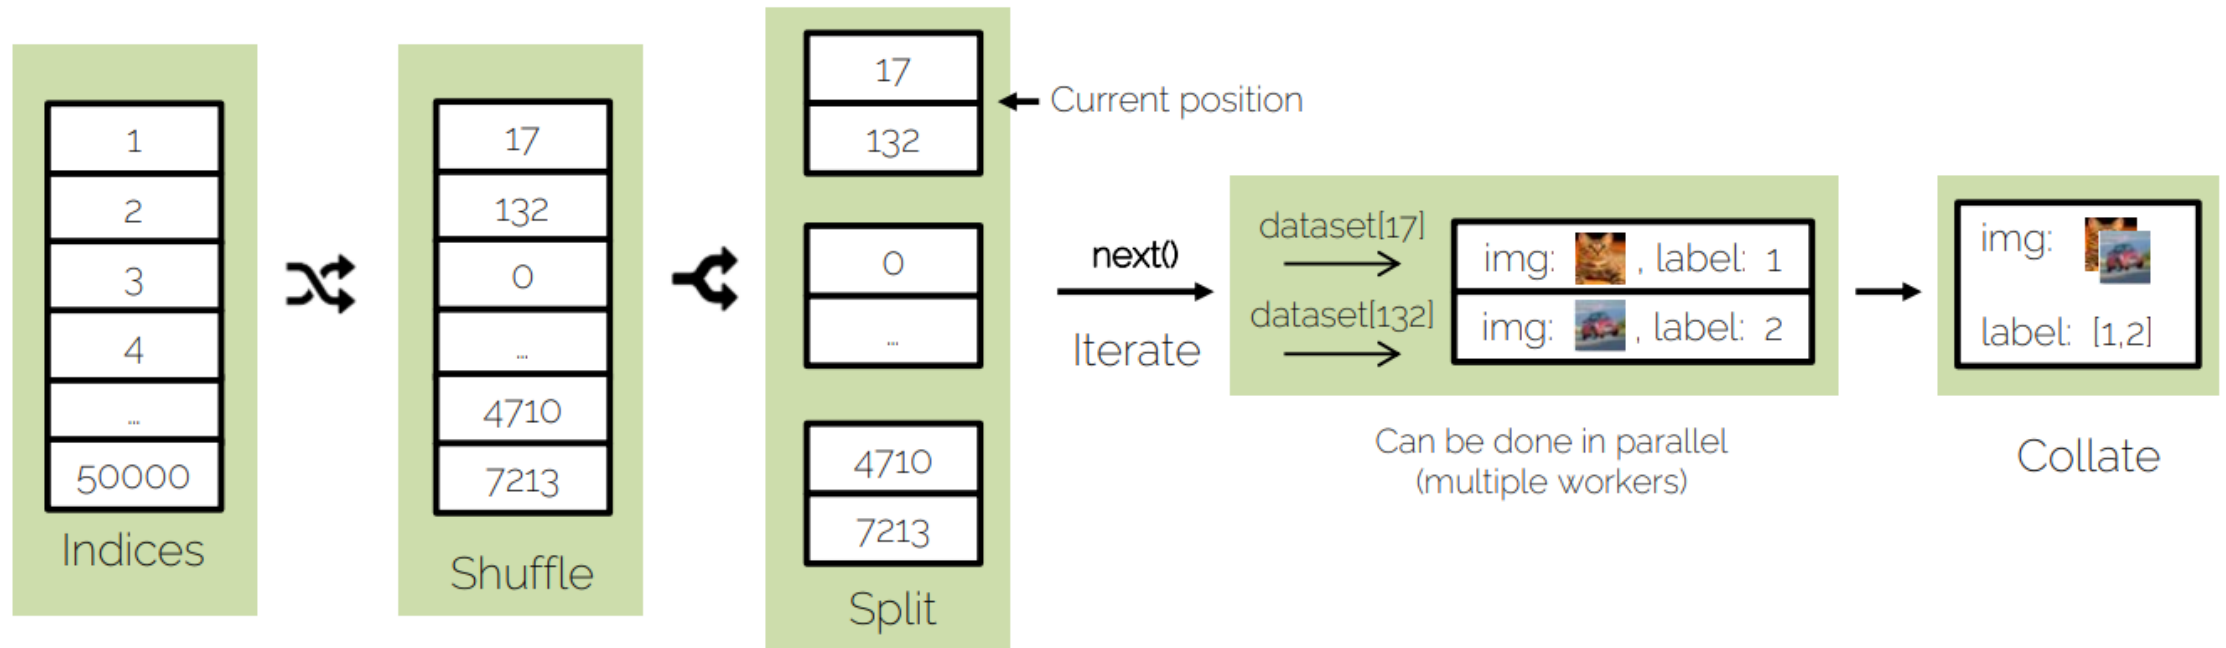 1
2
3
4
...
50000
Indices
17
132
0
...
4710
7213
Shuffle
17
132
0
...
4710
7213
Split
Current position
next()
Iterate
dataset[17]
dataset[132]
img: , label: 1
img: , label: 2
Can be done in parallel
(multiple workers)
img:
label: [1,2]
Collate